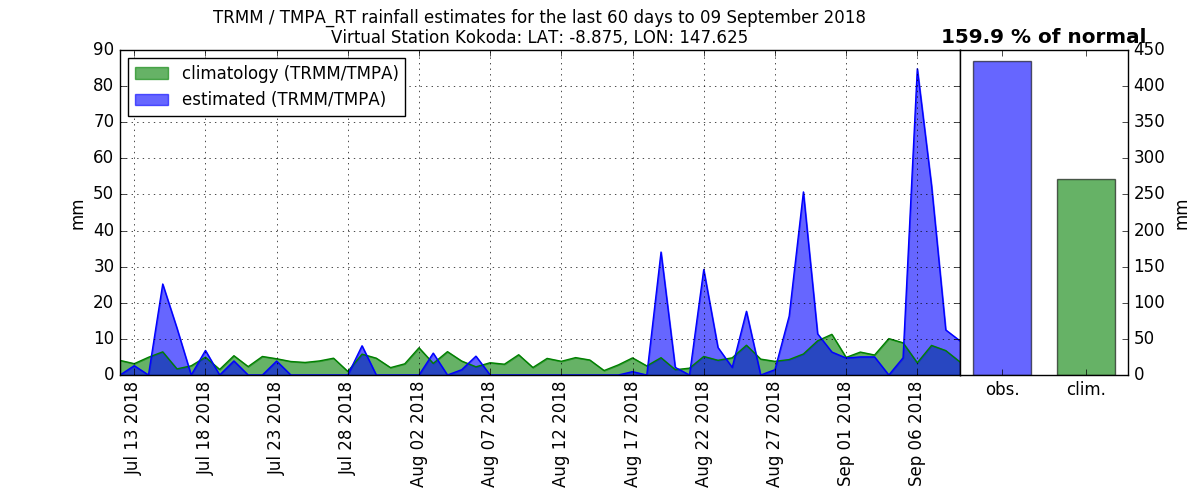 TRMM / TMPA_RT rainfall estimates for the last 60 days to 09 September 2018
Virtual Station Kokoda: LAT: -8.875, LON: 147.625
159.9 % of normal
climatology (TRMM/TMPA)
estimated (TRMM/TMPA)
mm
90
80
70
60
50
40
30
20
10
0
Jul 13 2018
Jul 18 2018
Jul 23 2018
Jul 28 2018
Aug 02 2018
Aug 07 2018
Aug 12 2018
Aug 17 2018
Aug 22 2018
Aug 27 2018
Sep 01 2018
Sep 06 2018
obs.
clim.
450
400
350
300
250
200
150
100
50
0
mm